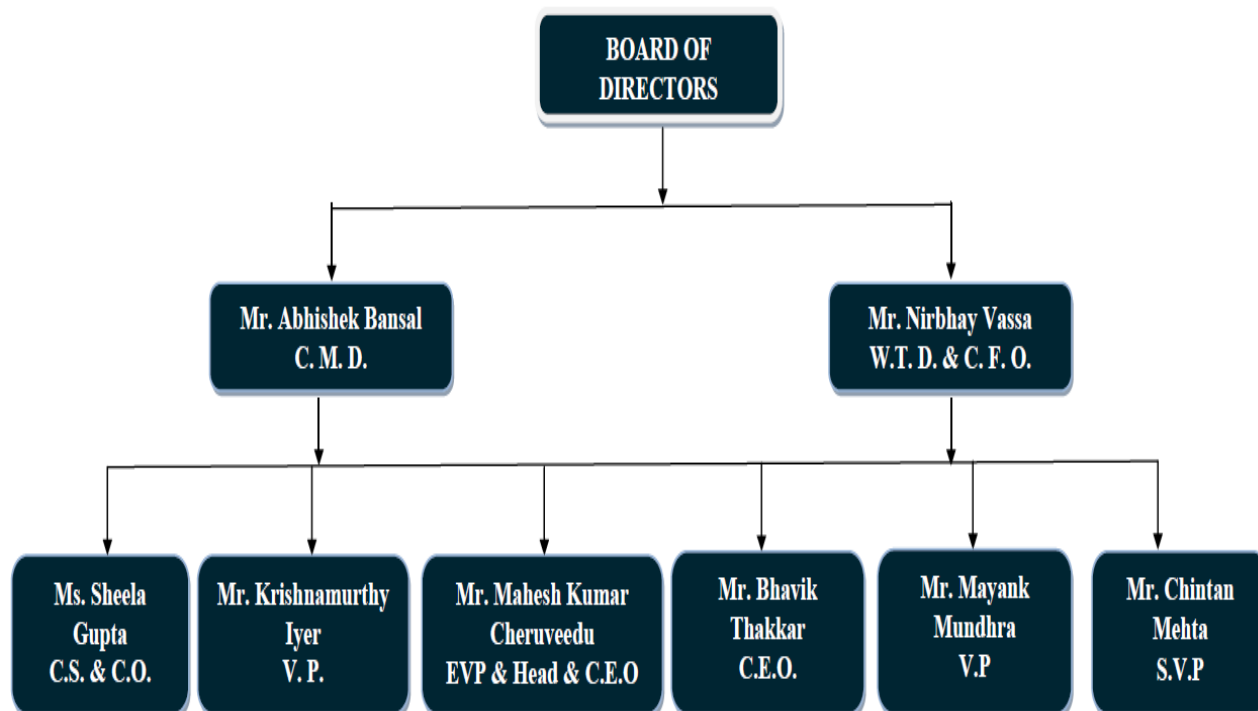 BOARD OF
DIRECTORS
Mr. Abhishek Bansal
C. M. D.
Mr. Nirbhay Vassa
W.T. D. & C. F. O.
Ms. Sheela
Gupta
C.S. & C.O.
Mr. Krishnamurthy
Iyer
V. P.
Mr. Mahesh Kumar
Cheruveedu
EVP & Head & C.E.O
Mr. Bhavik
Thakkar
C.E.O.
Mr. Mayank
Mundhra
V.P
Mr. Chintan
Mehta
S.V.P